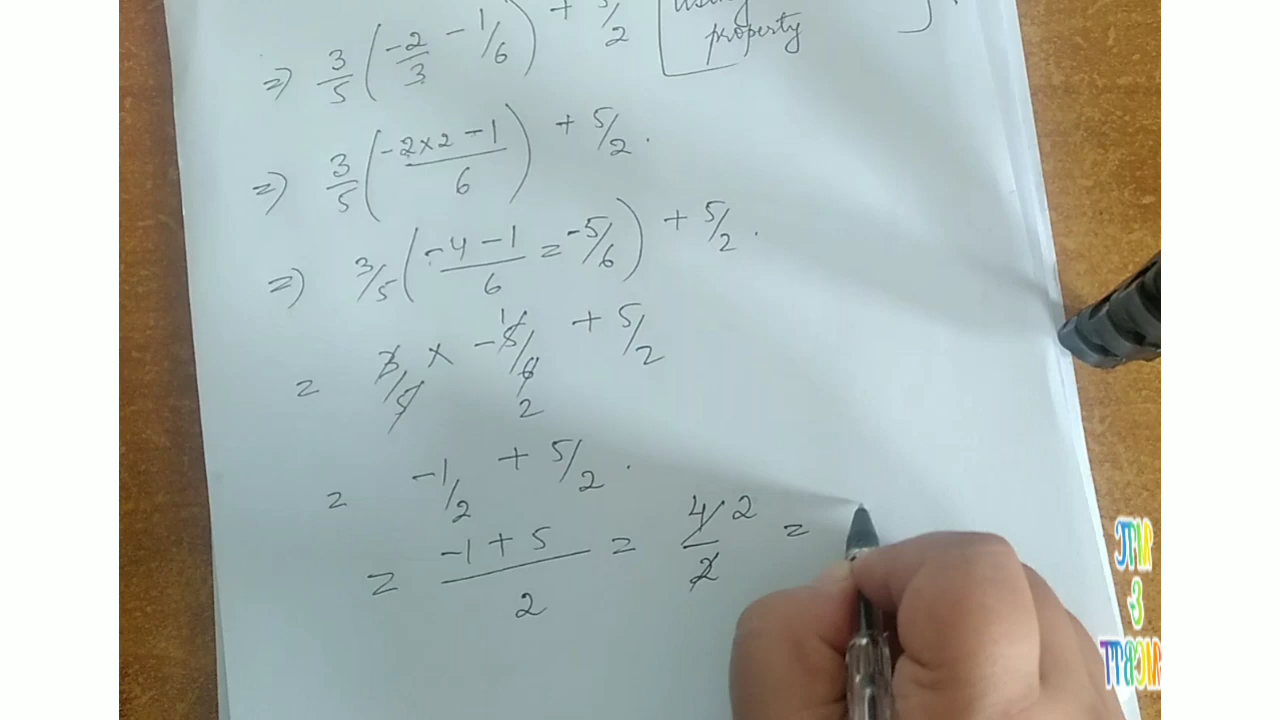 using
=) 3/5 ( -2/3 - 1/6 ) + 5/2 property
=) 3/5 ( -2×2 - 1 / 6 ) + 5/2 .
=) 3/5 ( -4 - 1 / 6 = -5/6 ) + 5/2 .
= 3/5 × - 1 5/6 2 + 5/2
= -1/2 + 5/2 .
= -1 + 5 / 2 = 4/2 2 =